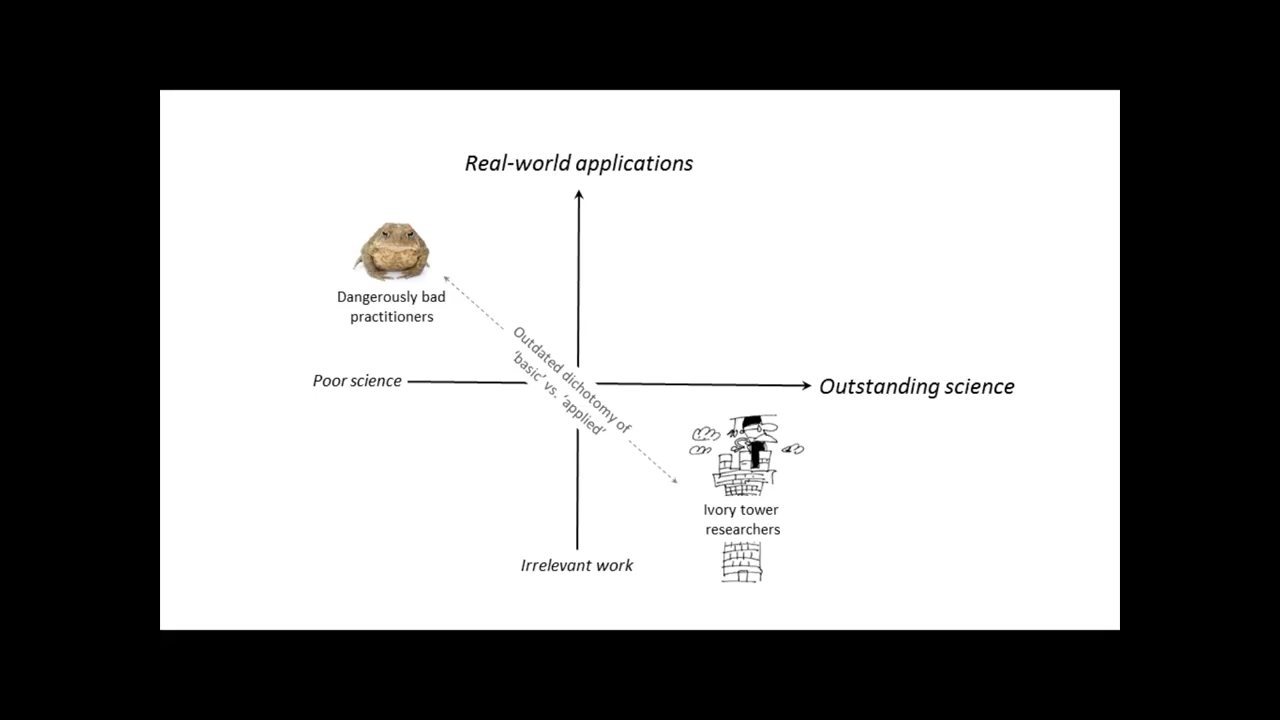 Real-world applications
Dangerously bad
practitioners
Outdated dichotomy of
'basic' vs. 'applied'
Poor science
Outstanding science
Ivory tower
researchers
Irrelevant work